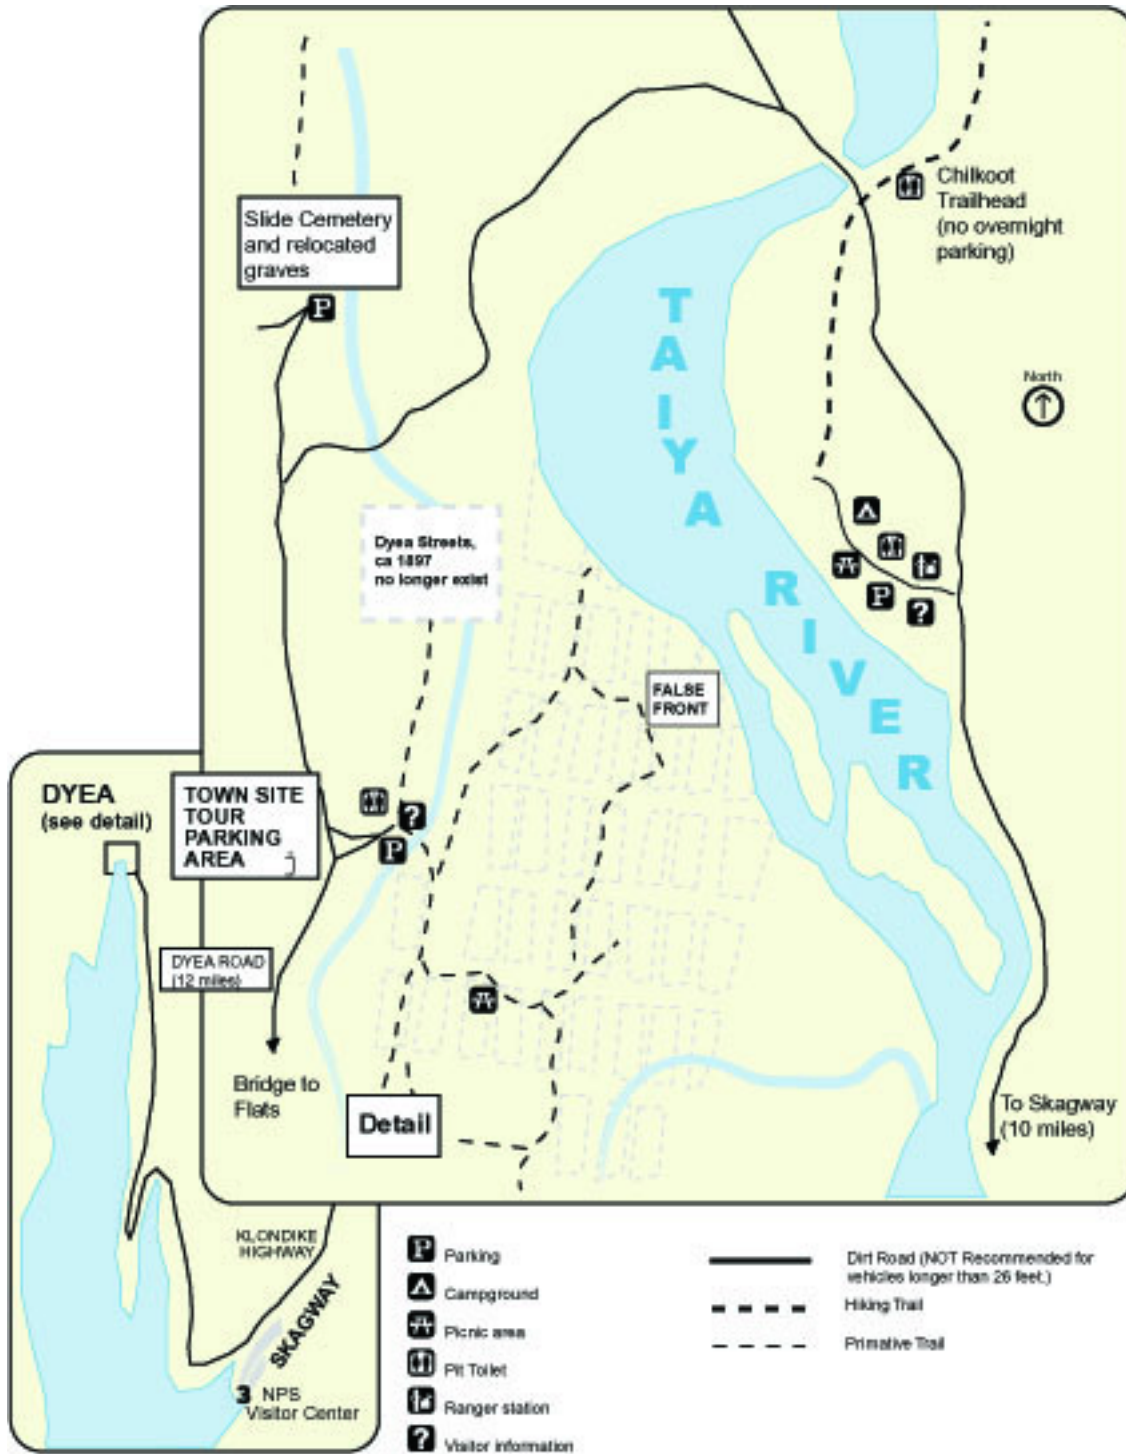 Slide Cemetery
and relocated
graves
P
Chilkoot
Trailhead
(no overnight
parking)
North
TAIYA
RIVER
Dyea Streets,
ca 1897
no longer exist
P
?
FALSE
FRONT
DYEA
(see detail)
TOWN SITE
TOUR
PARKING
AREA
?
P
DYEA ROAD
(12 miles)
Bridge to
Flats
Detail
To Skagway
(10 miles)
KLONDIKE
HIGHWAY
SKAGWAY
3 NPS
Visitor Center
P Parking
Campground
Picnic area
Pit Toilet
Ranger station
? Visitor information
Dirt Road (NOT Recommended for
vehicles longer than 26 feet.)
Hiking Trail
Primative Trail